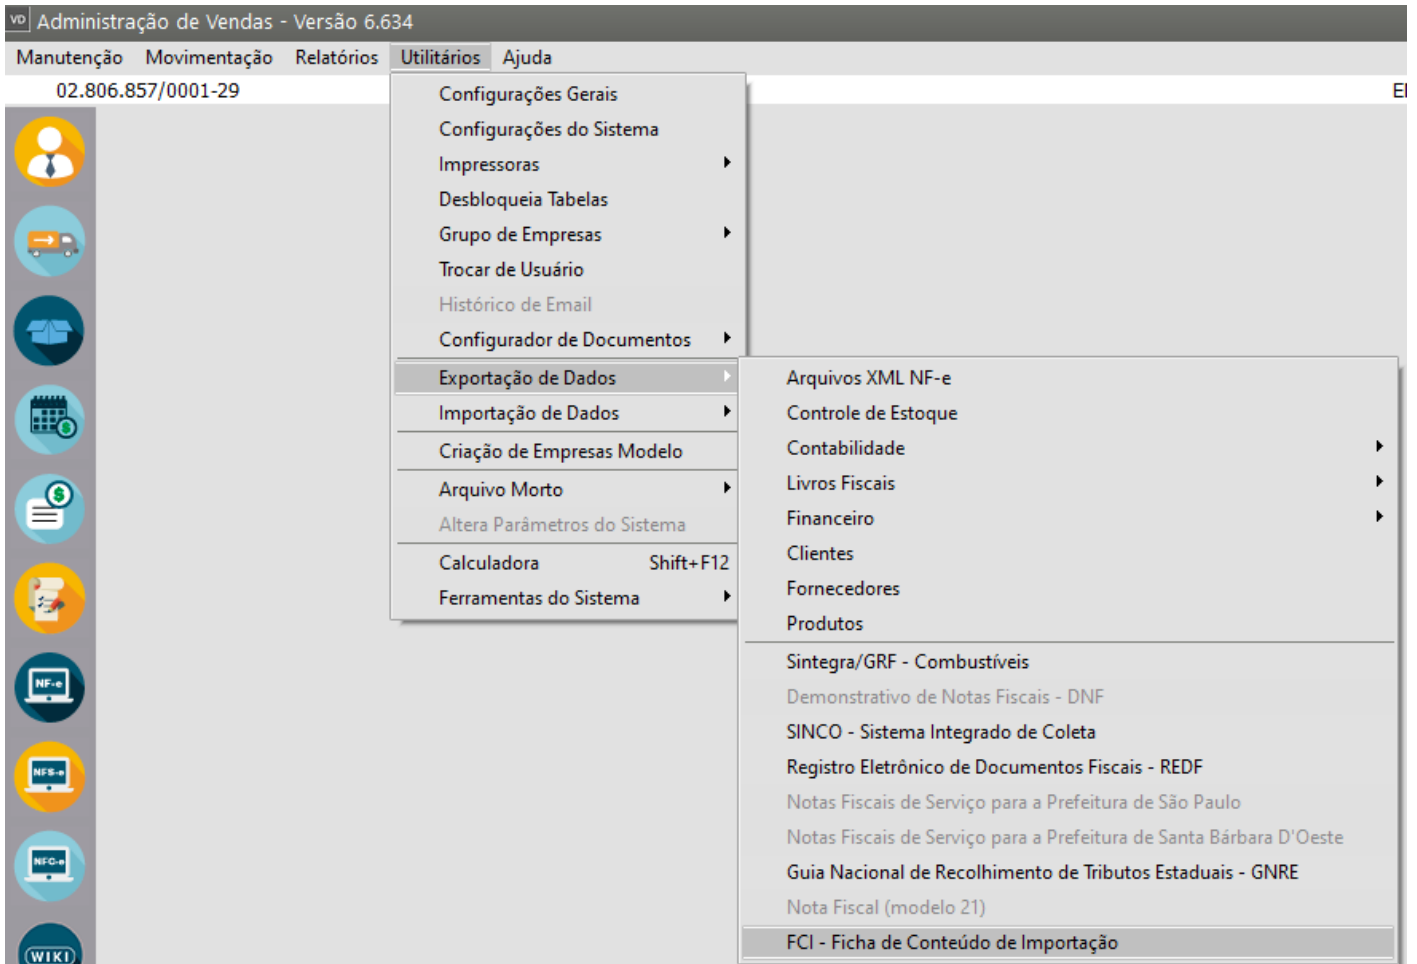 VD Administração de Vendas - Versão 6.634
Manutenção Movimentação Relatórios Utilitários Ajuda
02.806.857/0001-29
Configurações Gerais
Configurações do Sistema
Impressoras
Desbloqueia Tabelas
Grupo de Empresas
Trocar de Usuário
Histórico de Email
Configurador de Documentos
Exportação de Dados
Importação de Dados
Criação de Empresas Modelo
Arquivo Morto
Altera Parâmetros do Sistema
Calculadora Shift+F12
Ferramentas do Sistema
Arquivos XML NF-e
Controle de Estoque
Contabilidade
Livros Fiscais
Financeiro
Clientes
Fornecedores
Produtos
Sintegra/GRF - Combustíveis
Demonstrativo de Notas Fiscais - DNF
SINCO - Sistema Integrado de Coleta
Registro Eletrônico de Documentos Fiscais - REDF
Notas Fiscais de Serviço para a Prefeitura de São Paulo
Notas Fiscais de Serviço para a Prefeitura de Santa Bárbara D'Oeste
Guia Nacional de Recolhimento de Tributos Estaduais - GNRE
Nota Fiscal (modelo 21)
FCI - Ficha de Conteúdo de Importação
NF-e
NFS-e
NFC-e
WIKI